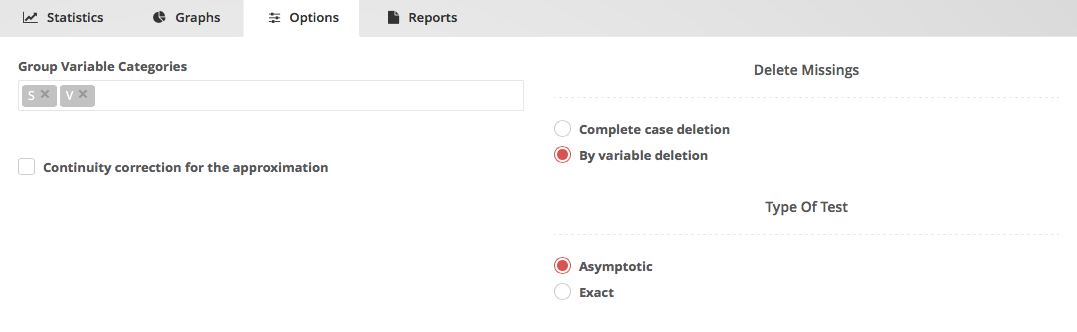 Statistics
Graphs
Options
Reports
Group Variable Categories
S ×
V ×
Continuity correction for the approximation
Delete Missings
Complete case deletion
By variable deletion
Type Of Test
Asymptotic
Exact